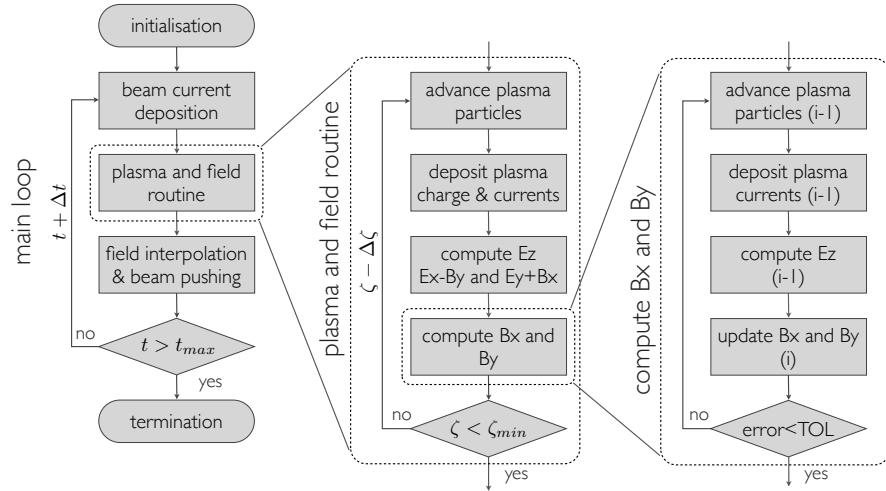 initialisation
beam current
deposition
plasma and field
routine
field interpolation
& beam pushing
t > t_max
no
yes
termination
main loop
t + Δt
plasma and field routine
ζ − Δζ
advance plasma
particles
deposit plasma
charge & currents
compute Ez
Ex-By and Ey+Bx
compute Bx and
By
no
ζ < ζ_min
yes
compute Bx and By
advance plasma
particles (i-1)
deposit plasma
currents (i-1)
compute Ez
(i-1)
update Bx and By
(i)
no
error<TOL
yes